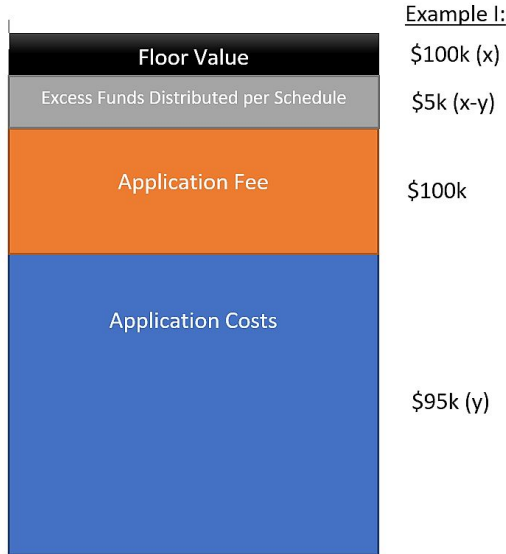 Example I:
Floor Value
$100k (x)
Excess Funds Distributed per Schedule
$5k (x-y)
Application Fee
$100k
Application Costs
$95k (y)